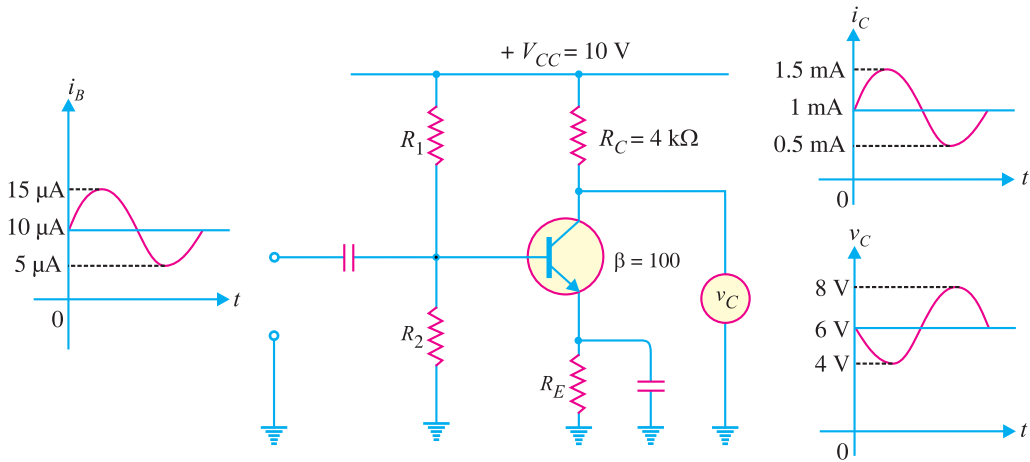 i_B
15 μA
10 μA
5 μA
0
t
+ V_CC = 10 V
R_1
R_C = 4 kΩ
β = 100
v_C
R_2
R_E
i_C
1.5 mA
1 mA
0.5 mA
0
t
v_C
8 V
6 V
4 V
0
t